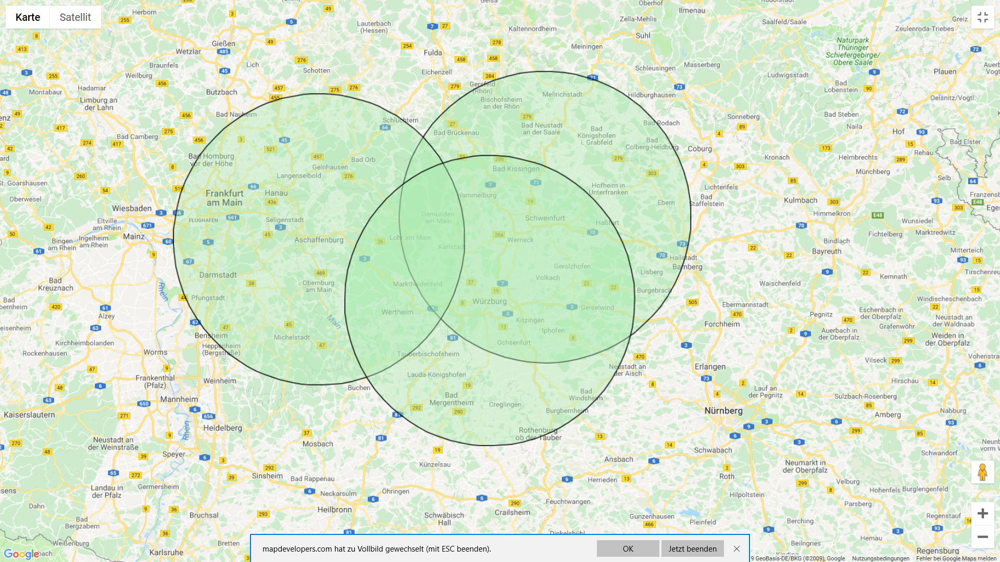 Karte
Satellit
Herborn
Gießen
Wetzlar
Lich
Braunfels
Weilburg
Hadamar
Montabaur
Limburg an
der Lahn
Butzbach
Lauterbach
(Hessen)
Schotten
Fulda
Eichenzell
Kaltennordheim
Meiningen
Oberhof
Ilmenau
Zella-Mehlis
Suhl
Schleusingen
Masserberg
Saalfeld/Saale
Naturpark
Thüringer
Schiefergebirge/
Obere Saale
Greiz
Zeulenroda-Triebes
Plauen
Ludwigsstadt
Bad
Lobenstein
Oelsnitz/Vogtl.
Gersfeld
(Rhön)
Bischofsheim
an der Rhön
Mellrichstadt
Hildburghausen
Sonneberg
Bad Steben
Naila
Hof
Bad Elster
Rehau
Selb
Bad Nauheim
Schlüchtern
Bad Brückenau
Bad Neustadt
an der Saale
Bad
Königshofen
i. Grabfeld
Bad Rodach
Bad
Colberg-Heldburg
Coburg
Kronach
Helmbrechts
Münchberg
Bad Camberg
Bad Homburg
vor der Höhe
Gelnhausen
Bad Orb
Langenselbold
Hanau
Frankfurt
am Main
FLUGHAFEN
Seligenstadt
Aschaffenburg
St. Goarshausen
Oberwesel
Wiesbaden
Eltville
am Rhein
Mainz
Bingen
am Rhein
Ingelheim
am Rhein
Bad Kissingen
Hammelburg
Gemünden
am Main
Lohr am Main
Karlstadt
Schweinfurt
Werneck
Hofheim in
Unterfranken
Haßfurt
Ebern
Lichtenfels
Bad
Staffelstein
Kulmbach
Himmelkron
Wunsiedel
Fichtelberg
Marktredwitz
Bindlach
Bayreuth
Mitterteich
Hallstadt
Bamberg
Lisberg
Burgebrach
Gerolzhofen
Volkach
Waischenfeld
Kemnath
Windischeschenbach
Darmstadt
Pfungstadt
Obernburg
am Main
Marktheidenfeld
Wertheim
Würzburg
Kitzingen
Iphofen
Geiselwind
Ochsenfurt
Bad
Kreuznach
Alzey
Rhein
Main
Bensheim
Heppenheim
(Bergstraße)
Michelstadt
Forchheim
Ebermannstadt
Pegnitz
Eschenbach in
der Oberpfalz
Grafenwöhr
Neustadt an
der Waldnaab
Auerbach in
der Oberpfalz
Weiden in
der Oberpfalz
Kirchheimbolanden
Rockenhausen
Worms
Weinheim
Frankenthal
(Pfalz)
Mannheim
Kaiserslautern
Tauberbischofsheim
Lauda-Königshofen
Buchen
Bad
Mergentheim
Creglingen
Neustadt an
der Aisch
Bad
Windsheim
Burgbernheim
Rothenburg
ob der Tauber
Erlangen
Lauf an
der Pegnitz
Nürnberg
Vilseck
Hirschau
Sulzbach-Rosenberg
Amberg
Nabburg
Heidelberg
Rhein
Neustadt an
der Weinstraße
Speyer
Mosbach
Sinsheim
Bad Rappenau
Neckarsulm
Heilbronn
Öhringen
Künzelsau
Schwäbisch
Hall
Crailsheim
Ansbach
Herrieden
Feuchtwangen
Schwabach
Roth
Hilpoltstein
Neumarkt in
der Oberpfalz
Schwandorf
Velburg
Hohenfels
Burglengenfeld
Parsberg
Regenstauf
Landau in
der Pfalz
Germersheim
Dahn
Bad
Bergzabern
Bruchsal
Weißenburg
Karlsruhe
Bretten
Dinkelsbühl
Gunzenhausen
Pleinfeld
Berching
Beilngries
Hemau
Regensburg
Google
mapdevelopers.com hat zu Vollbild gewechselt (mit ESC beenden).
OK
Jetzt beenden
9 GeoBasis-DE/BKG (©2009), Google
Nutzungsbedingungen
Fehler bei Google Maps melden